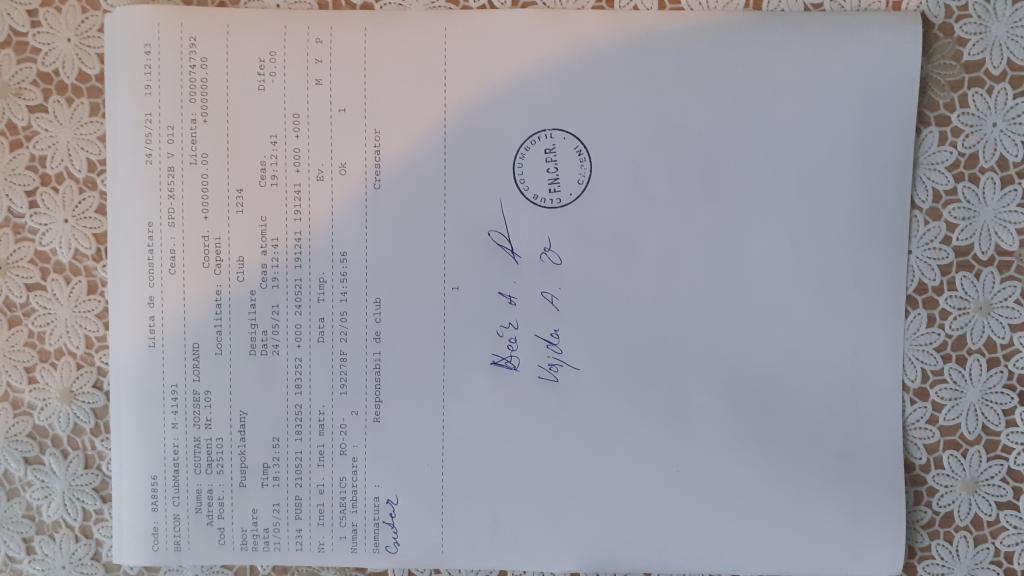 Code: 8A8856 Lista de constatare 24/05/21 19:12:43
BRICON ClubMaster: M-41491 Ceas.: SPD-X652B V 012
Nume: CSUTAK JOZSEF LORAND Licenta: 0000747392
Adresa: Capeni Nr.109 Coord. +000000.00 +0000000.00
Cod Post.: 525103 Localitate: Capeni
Zbor Puspokladany Club 1234
Reglare Desigilare
Data Timp Data Ceas atomic Ceas. Difer
21/05/21 18:32:52 24/05/21 19:12:41 19:12:41 -0.00
1234 PUSP 210521 183252 183252 +000 240521 191241 191241 +000 +000
Nr. Inel el. Inel matr. Data Timp. Ev. M Y P
1 C5AE41C5 RO-20- 192278F 22/05 14:56:56 Ok 1
Numar imbarcare : 2
Semnatura : Responsabil de club Crescator
Csutak
1
A.
Vajda A.
CLUB COLUMBOFIL
F.N.C.F.R.
CAPENI